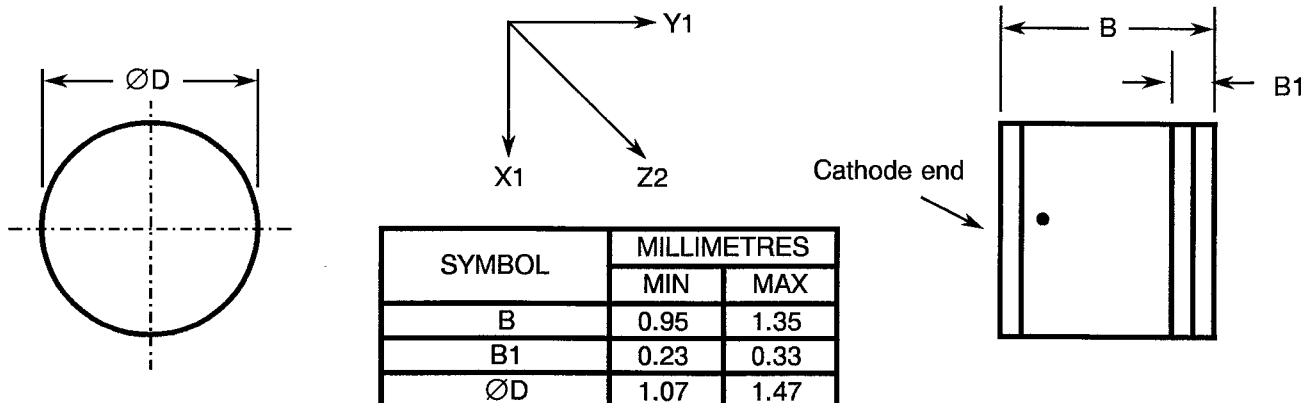 ØD
Y1
X1
Z2
B
B1
Cathode end
SYMBOL MILLIMETRES
MIN MAX
B 0.95 1.35
B1 0.23 0.33
ØD 1.07 1.47